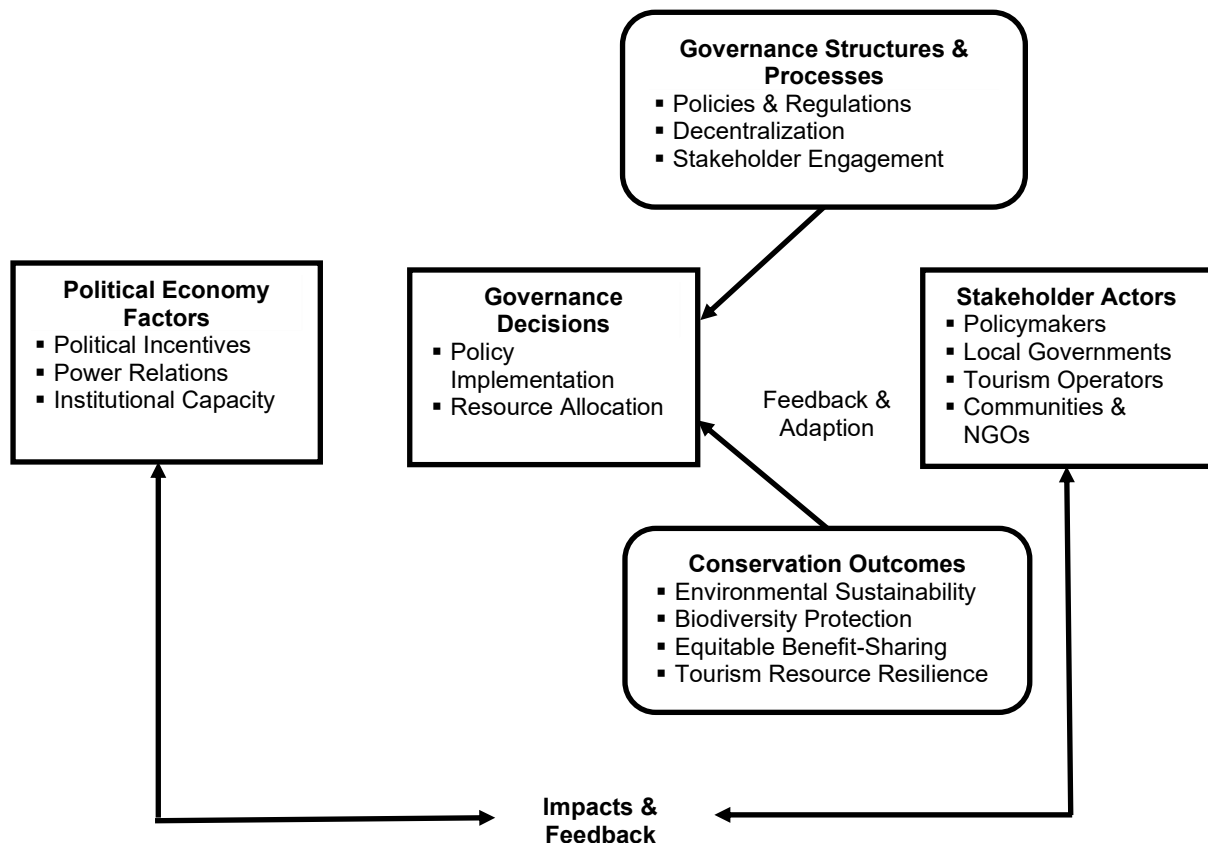 Governance Structures &
Processes
▪ Policies & Regulations
▪ Decentralization
▪ Stakeholder Engagement
Political Economy
Factors
▪ Political Incentives
▪ Power Relations
▪ Institutional Capacity
Governance
Decisions
▪ Policy
Implementation
▪ Resource Allocation
Feedback &
Adaption
Stakeholder Actors
▪ Policymakers
▪ Local Governments
▪ Tourism Operators
▪ Communities &
NGOs
Conservation Outcomes
▪ Environmental Sustainability
▪ Biodiversity Protection
▪ Equitable Benefit-Sharing
▪ Tourism Resource Resilience
Impacts &
Feedback